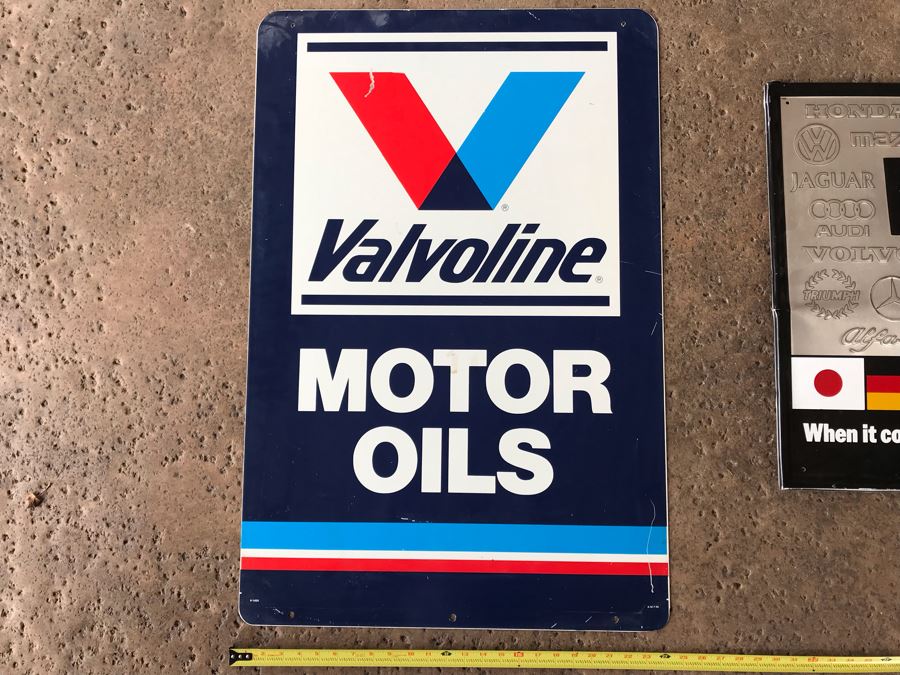 Valvoline®
MOTOR
OILS
HONDA
JAGUAR
AUDI
VOLVO
TRIUMPH
When it co